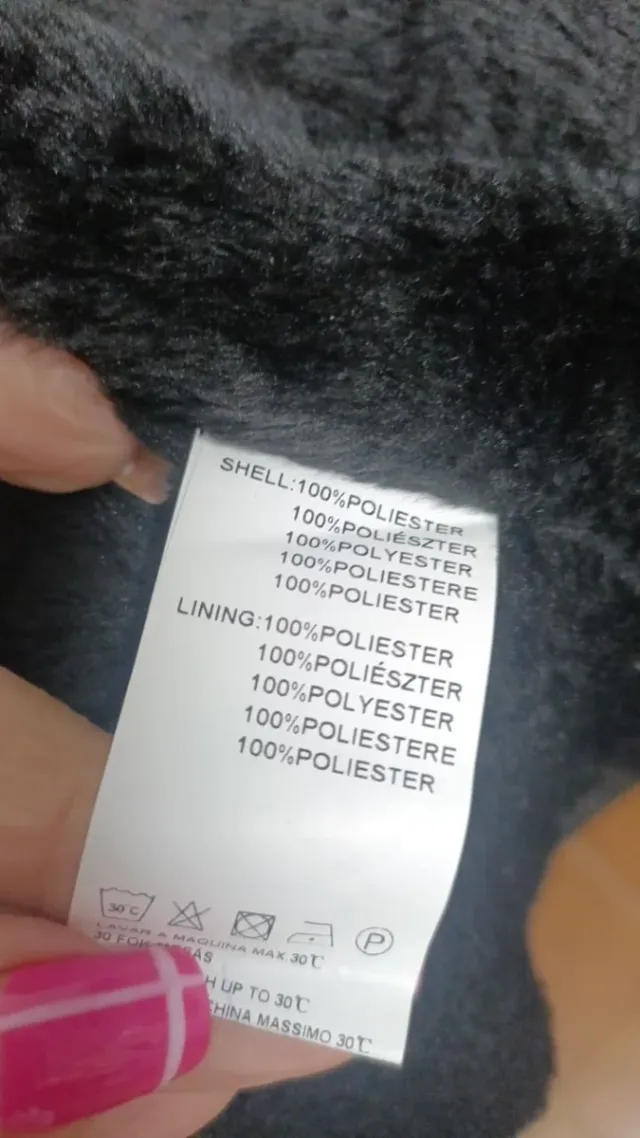 SHELL:100%POLIESTER
100%POLIÉSZTER
100%POLYESTER
100%POLIESTERE
100%POLIESTER
LINING:100%POLIESTER
100%POLIÉSZTER
100%POLYESTER
100%POLIESTERE
100%POLIESTER
30°C
P
LAVAR A MAQUINA MAX.30℃
30 FOK
H UP TO 30℃
CHINA MASSIMO 30℃